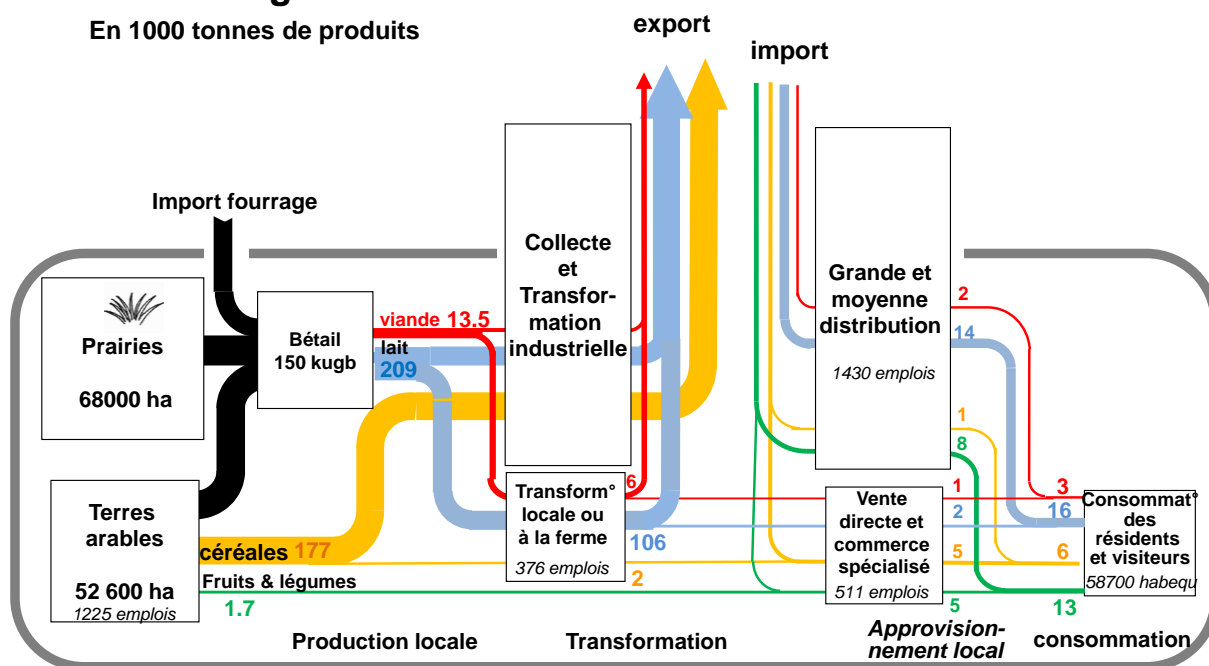 En 1000 tonnes de produits
export
import
Import fourrage
Prairies
68000 ha
Bétail
150 kugb
viande 13.5
lait
209
Collecte
et
Transfor-
mation
industrielle
Grande et
moyenne
distribution
1430 emplois
2
14
1
8
Terres
arables
52 600 ha
1225 emplois
céréales 177
Fruits & légumes
1.7
Transform°
locale ou
à la ferme
376 emplois
6
106
2
Vente
directe et
commerce
spécialisé
511 emplois
1
2
5
5
3
16
6
13
Consommat°
des
résidents
et visiteurs
58700 habequ
Production locale
Transformation
Approvision-
nement local
consommation